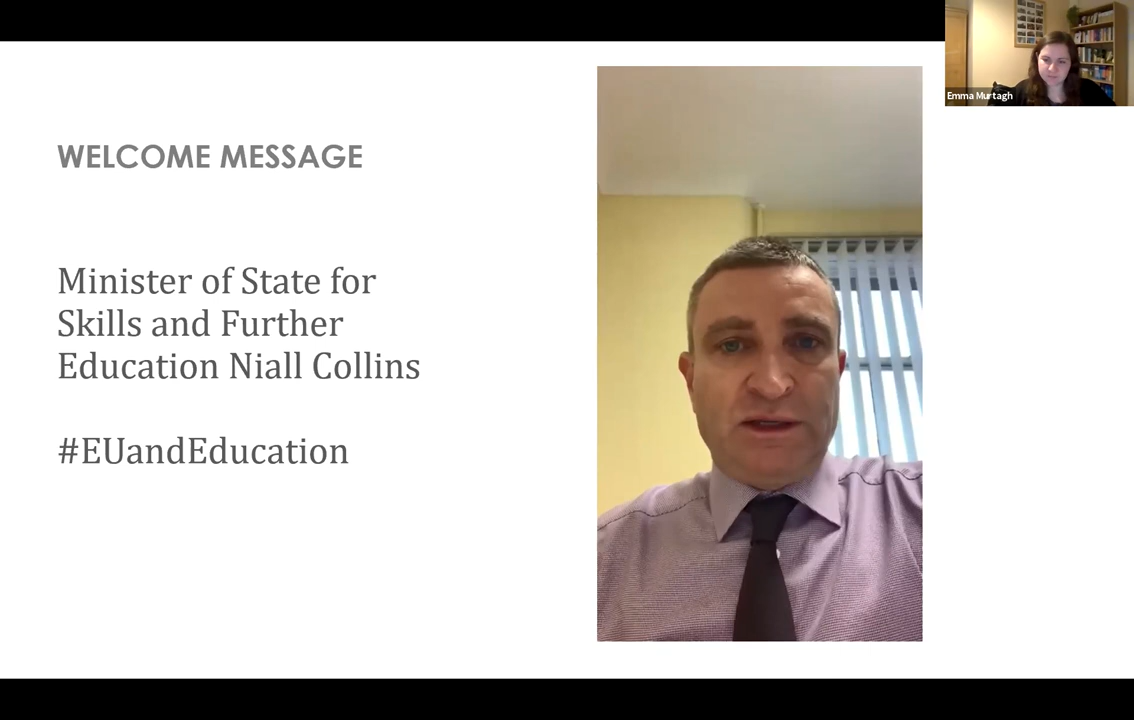 WELCOME MESSAGE
Minister of State for
Skills and Further
Education Niall Collins
#EUandEducation
Emma Murtagh